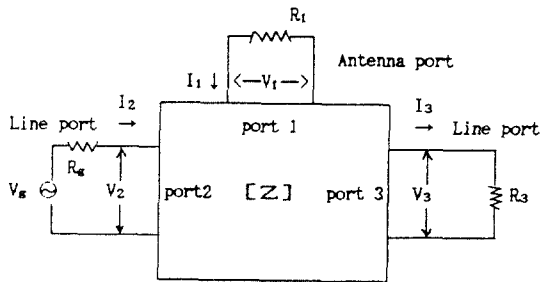 R₁
I₁ ↓ <—V₁—> Antenna port
I₂ I₃
Line port → port 1 → Line port
R_g
V_g V₂ port2 [Z] port 3 V₃ R₃